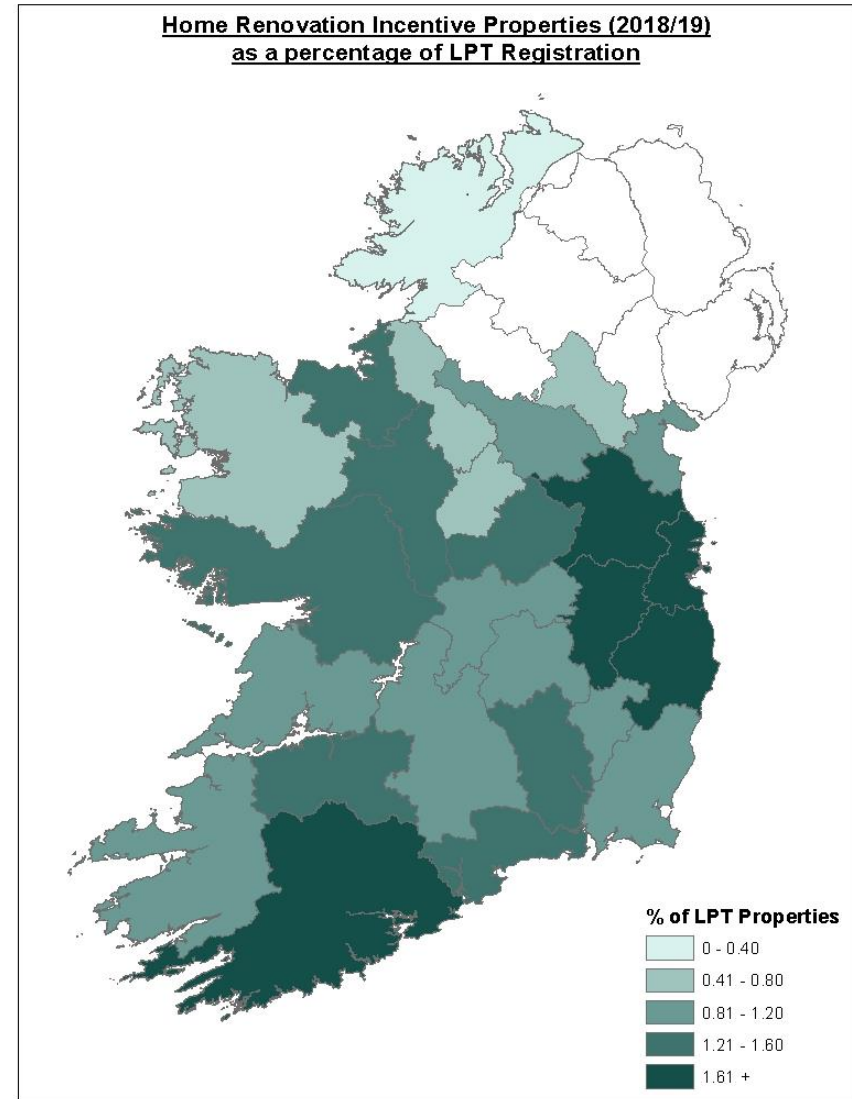 Home Renovation Incentive Properties (2018/19)
as a percentage of LPT Registration
% of LPT Properties
0 - 0.40
0.41 - 0.80
0.81 - 1.20
1.21 - 1.60
1.61 +